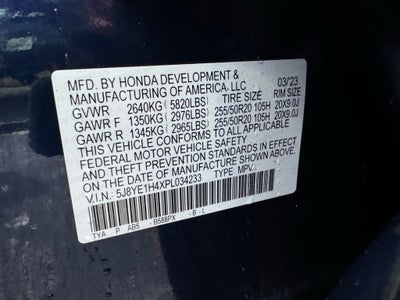 MFD. BY HONDA DEVELOPMENT & 03/'23
MANUFACTURING OF AMERICA, LLC
GVWR 2640KG (5820LBS) TIRE SIZE RIM SIZE
GAWR F 1350KG (2976LBS) 255/50R20 105H 20X9.0J
GAWR R 1345KG (2965LBS) 255/50R20 105H 20X9.0J
THIS VEHICLE CONFORMS TO ALL APPLICABLE
FEDERAL MOTOR VEHICLE SAFETY
AND THEFT PREVENTION STANDARDS IN EFFECT
ON THE DATE OF MANUFACTURE SHOWN ABOVE.
V.I.N.: 5J8YE1H4XPL034233 TYPE: MPV
TYA P AB5 -B588PX -B-L